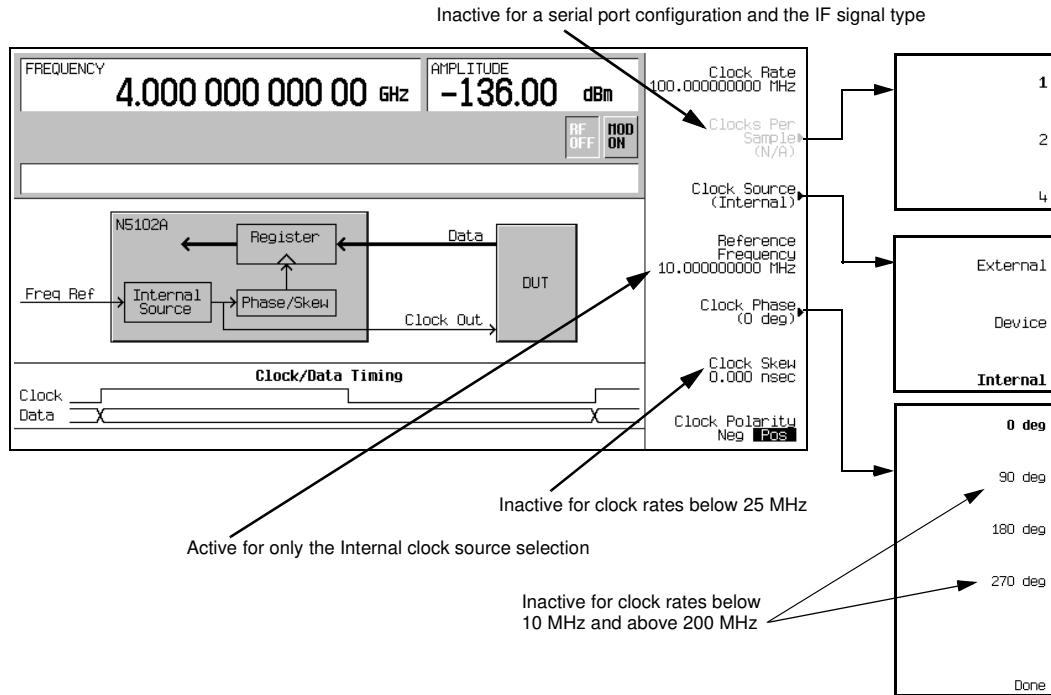 Inactive for a serial port configuration and the IF signal type
FREQUENCY
4.000 000 000 00 GHz
AMPLITUDE
-136.00 dBm
RF
OFF
MOD
ON
N5102A
Register
Data
DUT
Freq Ref
Internal
Source
Phase/Skew
Clock Out
Clock/Data Timing
Clock
Data
Clock Rate
100.000000000 MHz
Clocks Per
Sample
(N/A)
Clock Source
(Internal)
Reference
Frequency
10.000000000 MHz
Clock Phase
(0 deg)
Clock Skew
0.000 nsec
Clock Polarity
Neg Pos
1
2
4
External
Device
Internal
0 deg
90 deg
180 deg
270 deg
Done
Inactive for clock rates below 25 MHz
Active for only the Internal clock source selection
Inactive for clock rates below
10 MHz and above 200 MHz